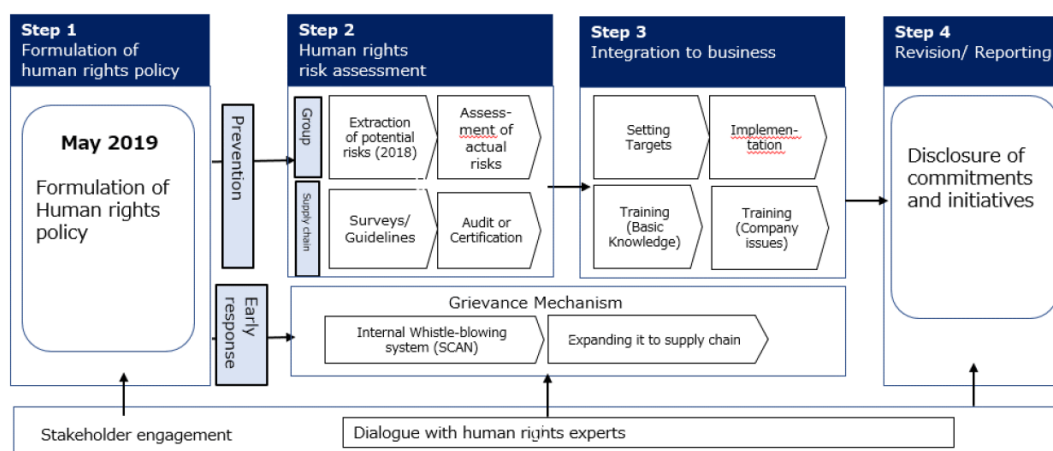 Step 1
Formulation of
human rights policy
May 2019
Formulation of
Human rights
policy
Prevention
Early
response
Step 2
Human rights
risk assessment
Group
Extraction
of potential
risks (2018)
Assess-
ment of
actual
risks
Supply chain
Surveys/
Guidelines
Audit or
Certification
Step 3
Integration to business
Setting
Targets
Implemen-
tation
Training
(Basic
Knowledge)
Training
(Company
issues)
Step 4
Revision/ Reporting
Disclosure of
commitments
and initiatives
Grievance Mechanism
Internal Whistle-blowing
system (SCAN)
Expanding it to supply chain
Stakeholder engagement
Dialogue with human rights experts